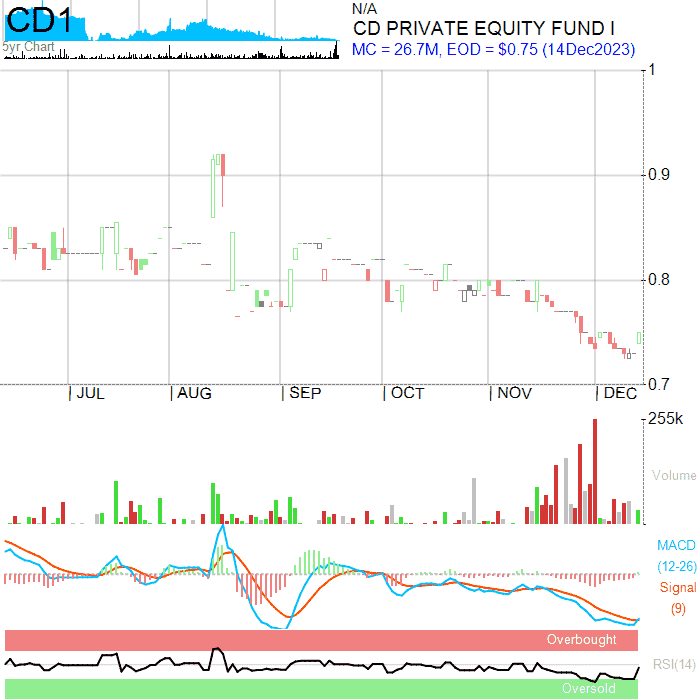 CD1
5yr Chart
N/A
CD PRIVATE EQUITY FUND I
MC = 26.7M, EOD = $0.75 (14Dec2023)
1
0.9
0.8
0.7
JUL AUG SEP OCT NOV DEC
255k
Volume
MACD
(12-26)
Signal
(9)
Overbought
RSI(14)
Oversold